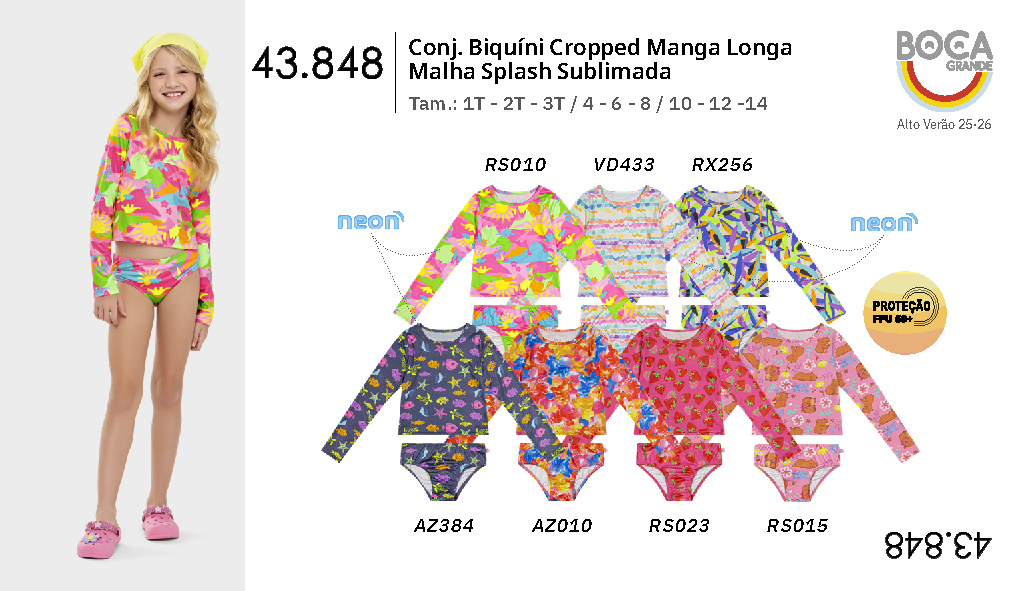 43.848
Conj. Biquíni Cropped Manga Longa
Malha Splash Sublimada
Tam.: 1T - 2T - 3T / 4 - 6 - 8 / 10 - 12 -14
BOCA
GRANDE
Alto Verão 25-26
RS010 VD433 RX256
neon
neon
PROTEÇÃO
FPU 50+
AZ384 AZ010 RS023 RS015
43.848